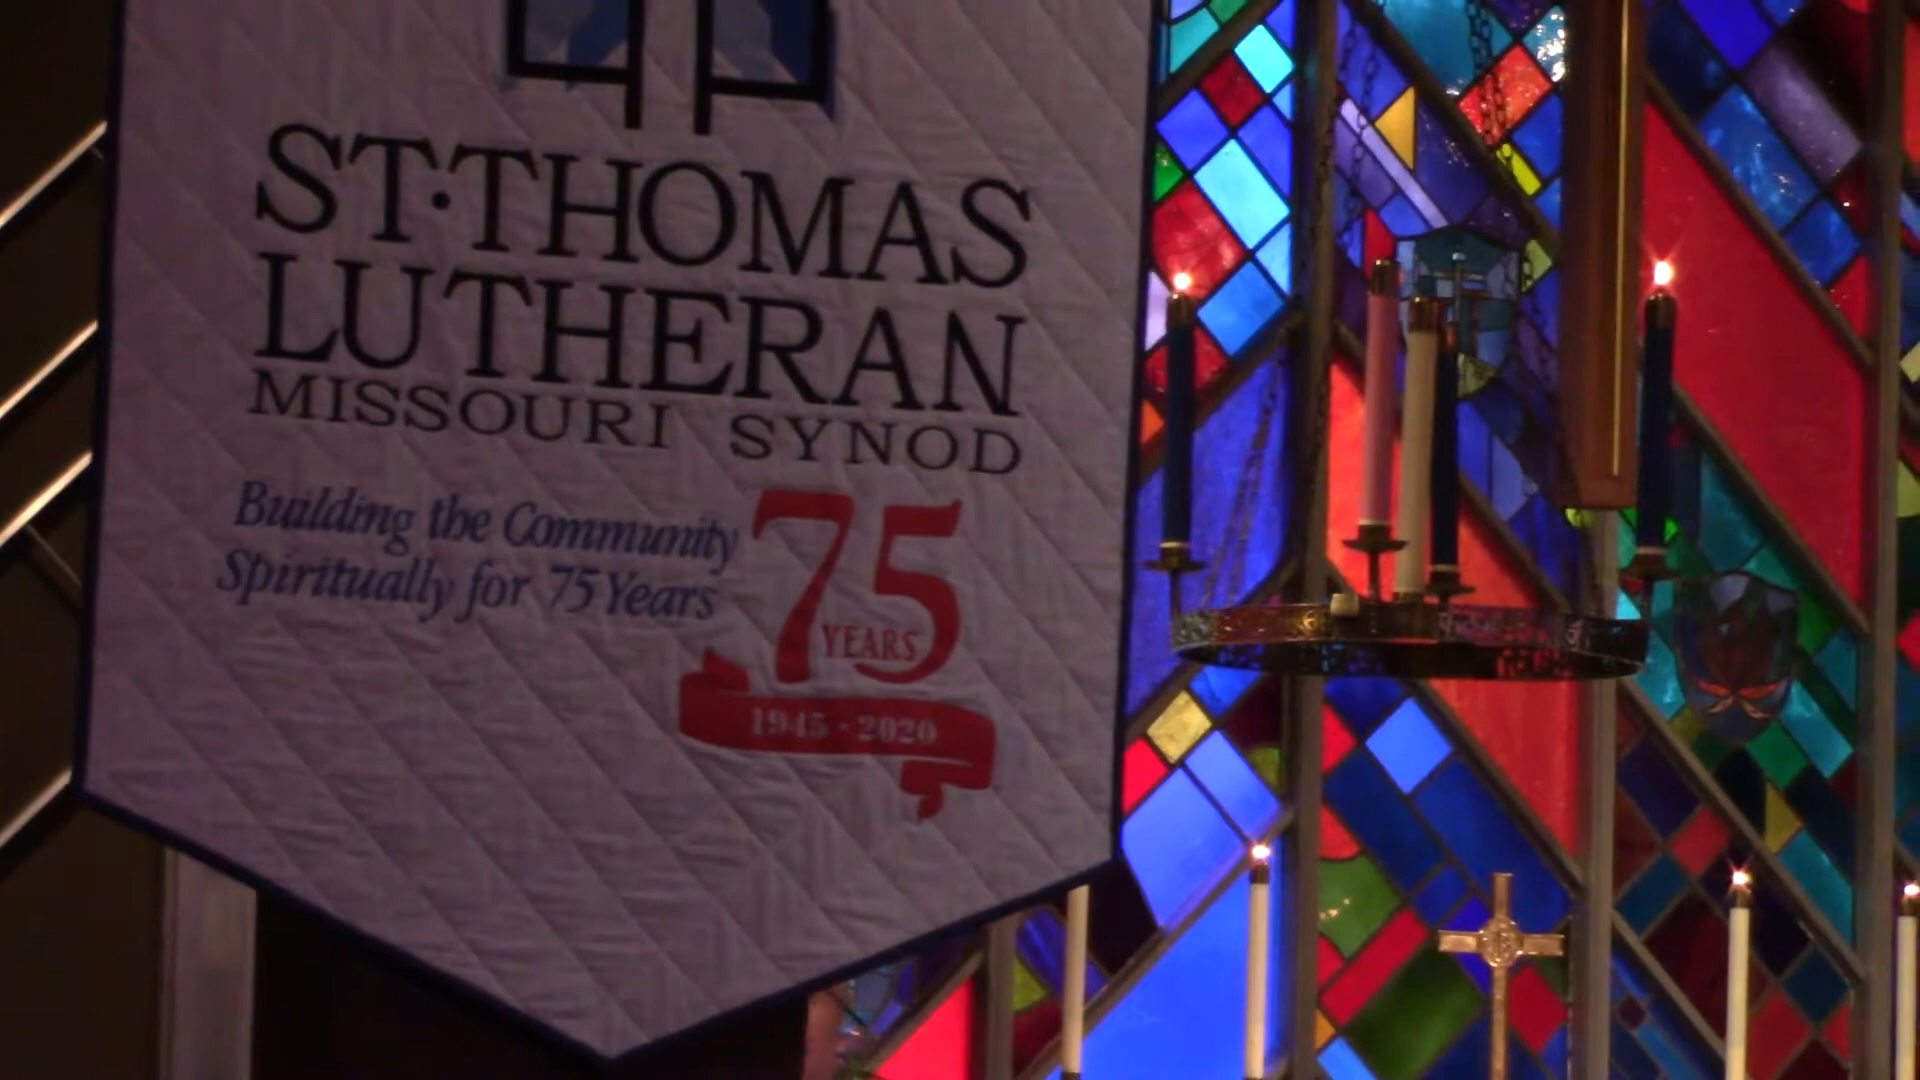 ST·THOMAS
LUTHERAN
MISSOURI SYNOD
Building the Community
Spiritually for 75 Years
75
YEARS
1945 - 2020